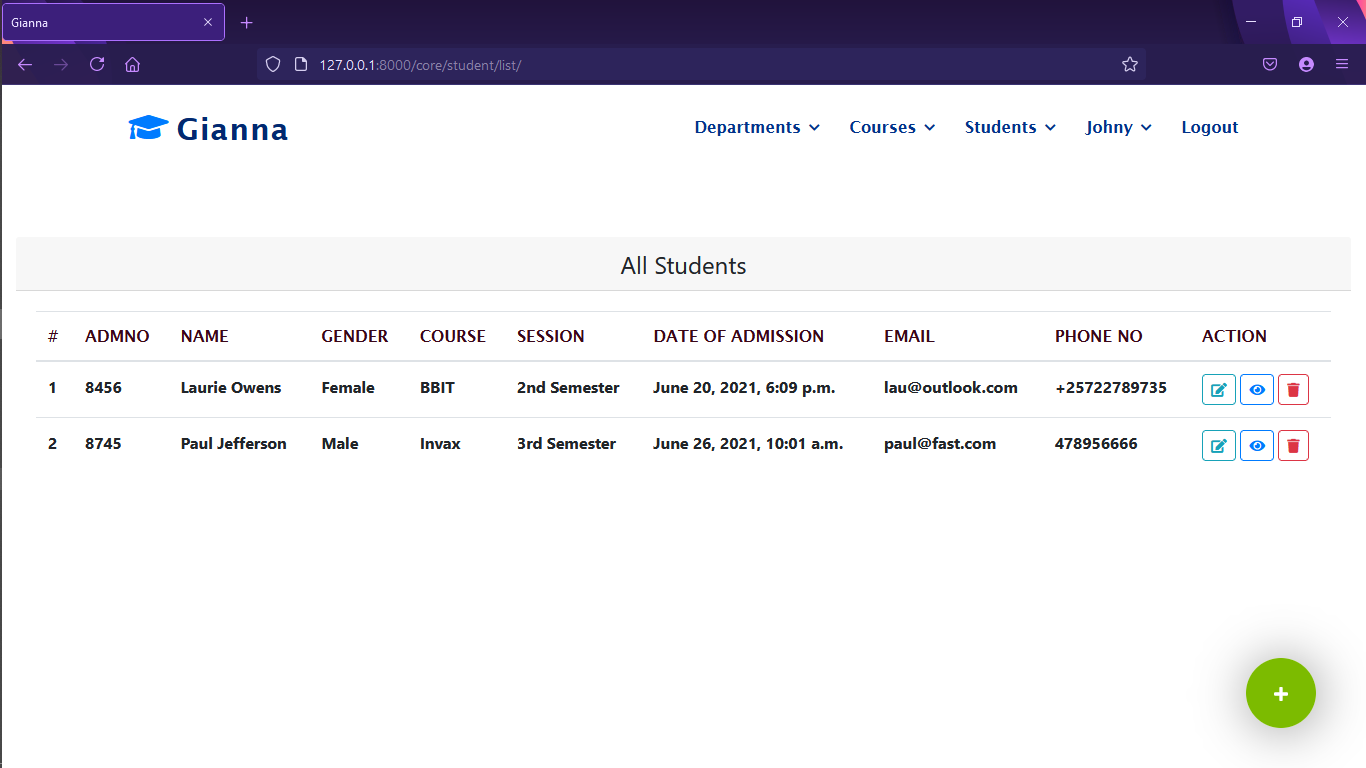 Gianna
127.0.0.1:8000/core/student/list/
Gianna Departments Courses Students Johny Logout
All Students
# ADMNO NAME GENDER COURSE SESSION DATE OF ADMISSION EMAIL PHONE NO ACTION
1 8456 Laurie Owens Female BBIT 2nd Semester June 20, 2021, 6:09 p.m. lau@outlook.com +25722789735
2 8745 Paul Jefferson Male Invax 3rd Semester June 26, 2021, 10:01 a.m. paul@fast.com 478956666